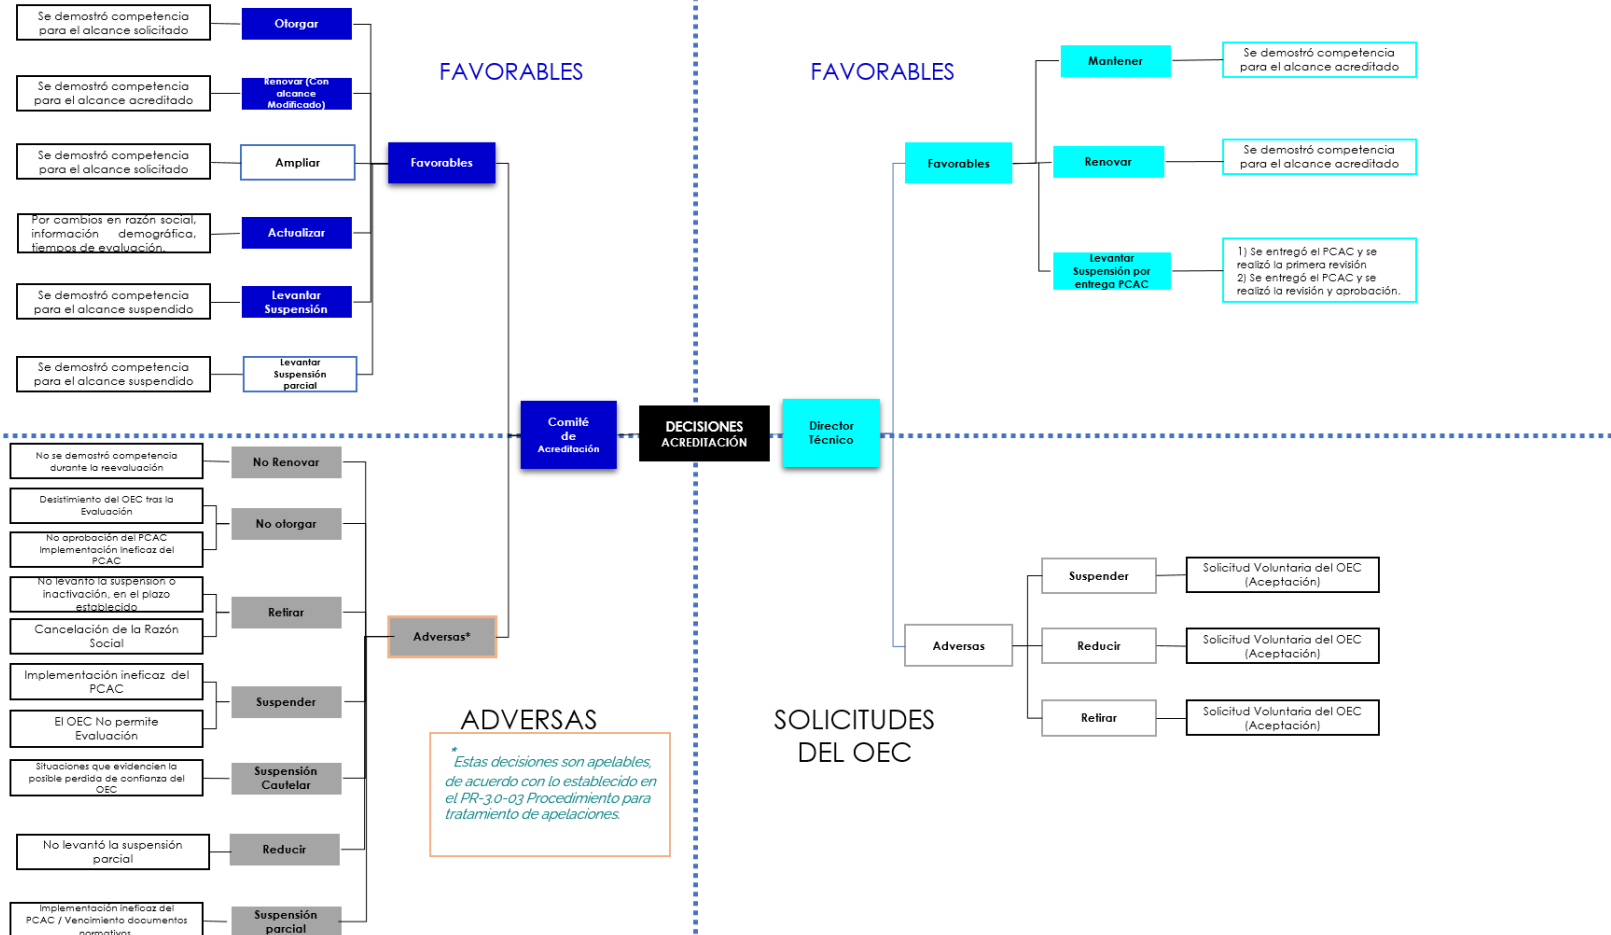 Se demostró competencia
para el alcance solicitado
Otorgar
Se demostró competencia
para el alcance acreditado
Renovar (Con
alcance
Modificado)
Se demostró competencia
para el alcance solicitado
Ampliar
Por cambios en razón social,
información demográfica,
tiempos de evaluación.
Actualizar
Se demostró competencia
para el alcance suspendido
Levantar
Suspensión
Se demostró competencia
para el alcance suspendido
Levantar
Suspensión
parcial
FAVORABLES
Favorables
FAVORABLES
Favorables
Mantener
Se demostró competencia
para el alcance acreditado
Renovar
Se demostró competencia
para el alcance acreditado
Levantar
Suspensión por
entrega PCAC
1) Se entregó el PCAC y se
realizó la primera revisión
2) Se entregó el PCAC y se
realizó la revisión y aprobación.
Comité
de
Acreditación
DECISIONES
ACREDITACIÓN
Director
Técnico
No se demostró competencia
durante la reevaluación
No Renovar
Desistimiento del OEC tras la
Evaluación
No aprobación del PCAC
Implementación Ineficaz del
PCAC
No otorgar
No levantó la suspensión o
inactivación, en el plazo
establecido
Cancelación de la Razón
Social
Retirar
Implementación ineficaz del
PCAC
El OEC No permite
Evaluación
Suspender
Situaciones que evidencien la
posible perdida de confianza del
OEC
Suspensión
Cautelar
No levantó la suspensión
parcial
Reducir
Implementación ineficaz del
PCAC / Vencimiento documentos
normativos
Suspensión
parcial
Adversas*
ADVERSAS
*
Estas decisiones son apelables,
de acuerdo con lo establecido en
el PR-3.0-03 Procedimiento para
tratamiento de apelaciones.
SOLICITUDES
DEL OEC
Adversas
Suspender
Solicitud Voluntaria del OEC
(Aceptación)
Reducir
Solicitud Voluntaria del OEC
(Aceptación)
Retirar
Solicitud Voluntaria del OEC
(Aceptación)